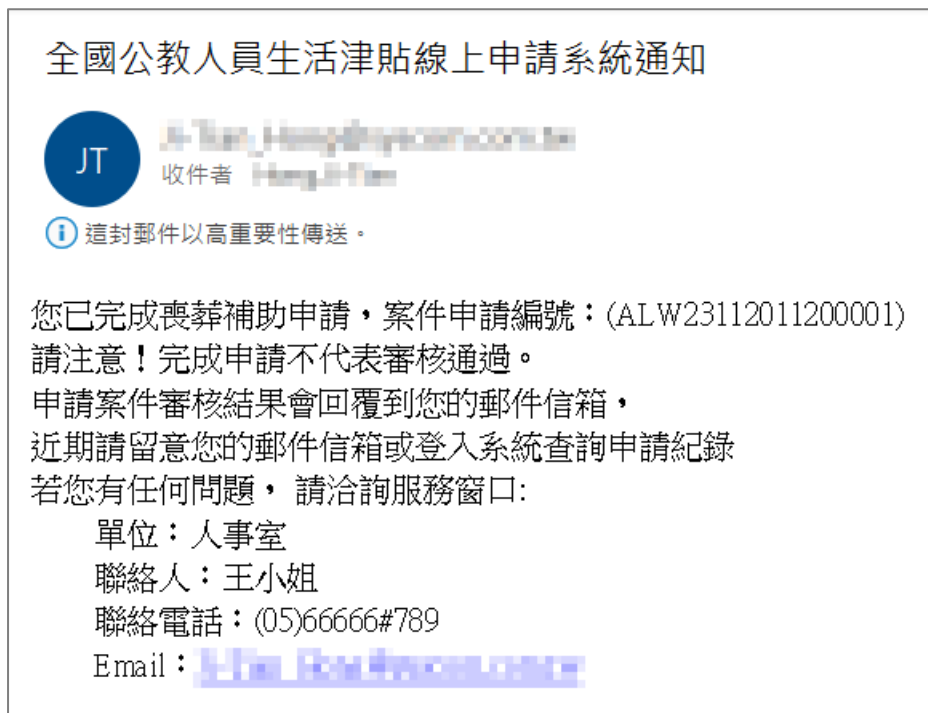 全國公教人員生活津貼線上申請系統通知
JT
收件者
這封郵件以高重要性傳送。
您已完成喪葬補助申請，案件申請編號：(ALW23112011200001)
請注意！完成申請不代表審核通過。
申請案件審核結果會回覆到您的郵件信箱，
近期請留意您的郵件信箱或登入系統查詢申請紀錄
若您有任何問題， 請洽詢服務窗口:
單位：人事室
聯絡人：王小姐
聯絡電話：(05)66666#789
Email：